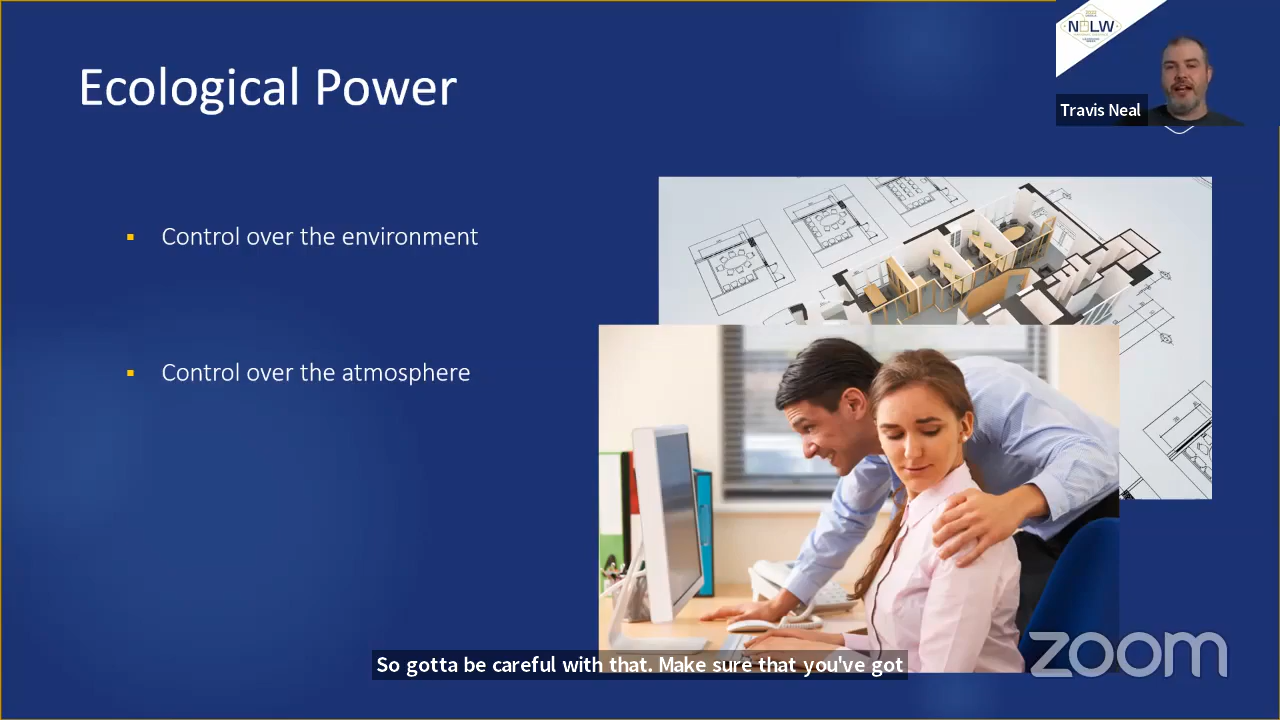 Ecological Power
NLW
Travis Neal
▪ Control over the environment
▪ Control over the atmosphere
So gotta be careful with that. Make sure that you've got
zoom